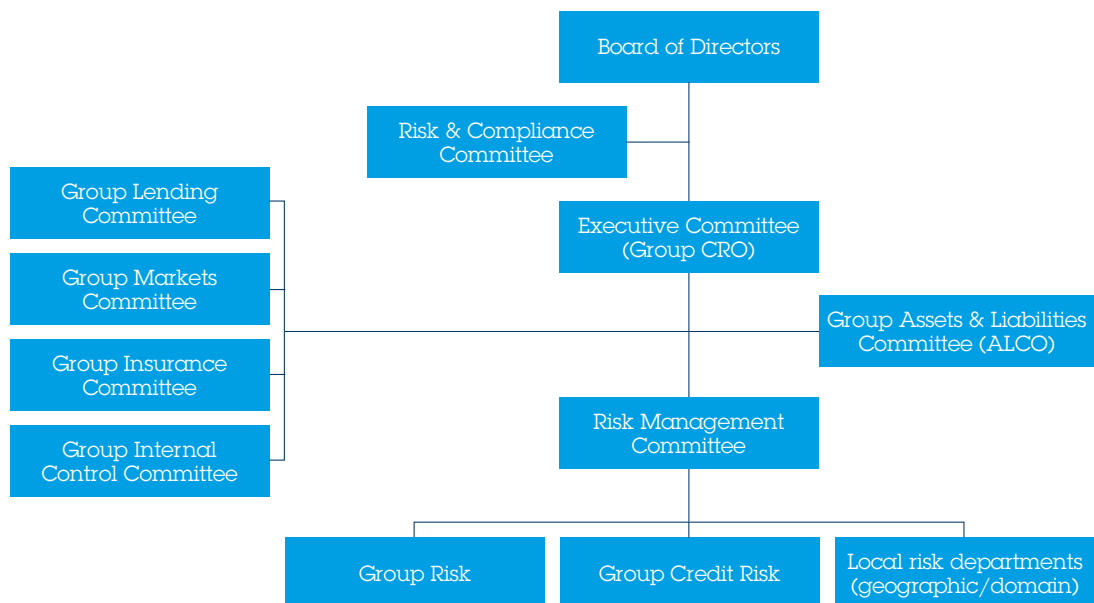 Board of Directors
Risk & Compliance
Committee
Group Lending
Committee
Executive Committee
(Group CRO)
Group Markets
Committee
Group Assets & Liabilities
Committee (ALCO)
Group Insurance
Committee
Risk Management
Committee
Group Internal
Control Committee
Group Risk
Group Credit Risk
Local risk departments
(geographic/domain)